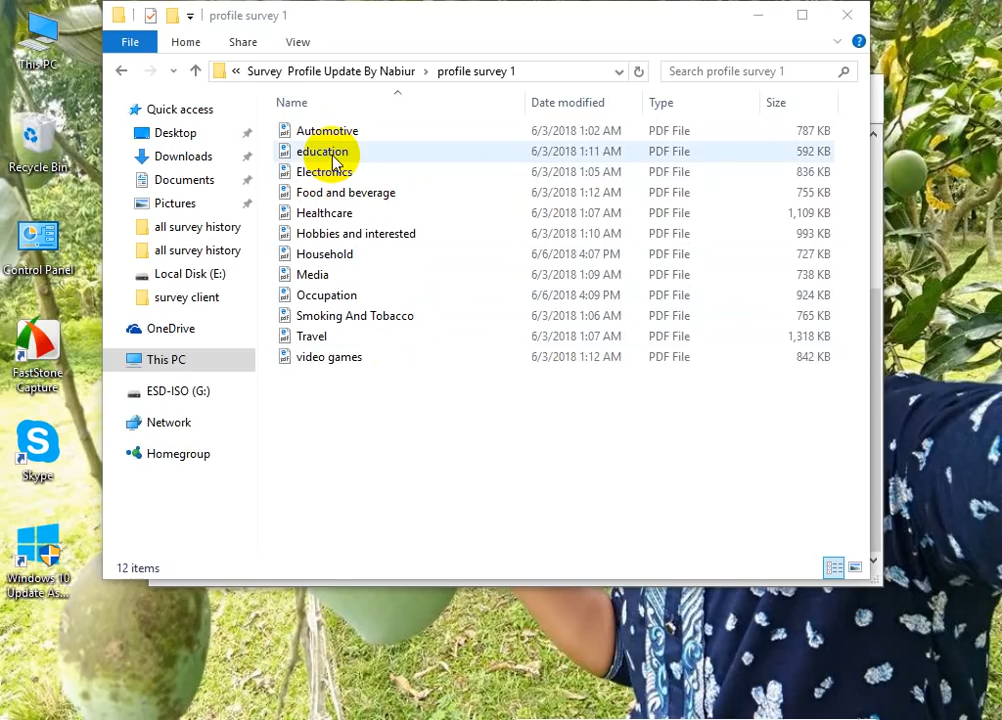 profile survey 1
File Home Share View
Survey Profile Update By Nabiur profile survey 1 Search profile survey 1
Name Date modified Type Size
Automotive 6/3/2018 1:02 AM PDF File 787 KB
education 6/3/2018 1:11 AM PDF File 592 KB
Electronics 6/3/2018 1:05 AM PDF File 836 KB
Food and beverage 6/3/2018 1:12 AM PDF File 755 KB
Healthcare 6/3/2018 1:07 AM PDF File 1,109 KB
Hobbies and interested 6/3/2018 1:10 AM PDF File 993 KB
Household 6/6/2018 4:07 PM PDF File 727 KB
Media 6/3/2018 1:09 AM PDF File 738 KB
Occupation 6/6/2018 4:09 PM PDF File 924 KB
Smoking And Tobacco 6/3/2018 1:06 AM PDF File 765 KB
Travel 6/3/2018 1:07 AM PDF File 1,318 KB
video games 6/3/2018 1:12 AM PDF File 842 KB
Quick access
Desktop
Downloads
Documents
Pictures
all survey history
all survey history
Local Disk (E:)
survey client
OneDrive
This PC
ESD-ISO (G:)
Network
Homegroup
12 items
This PC
Recycle Bin
Control Panel
FastStone
Capture
Skype
Windows 10
Update As...